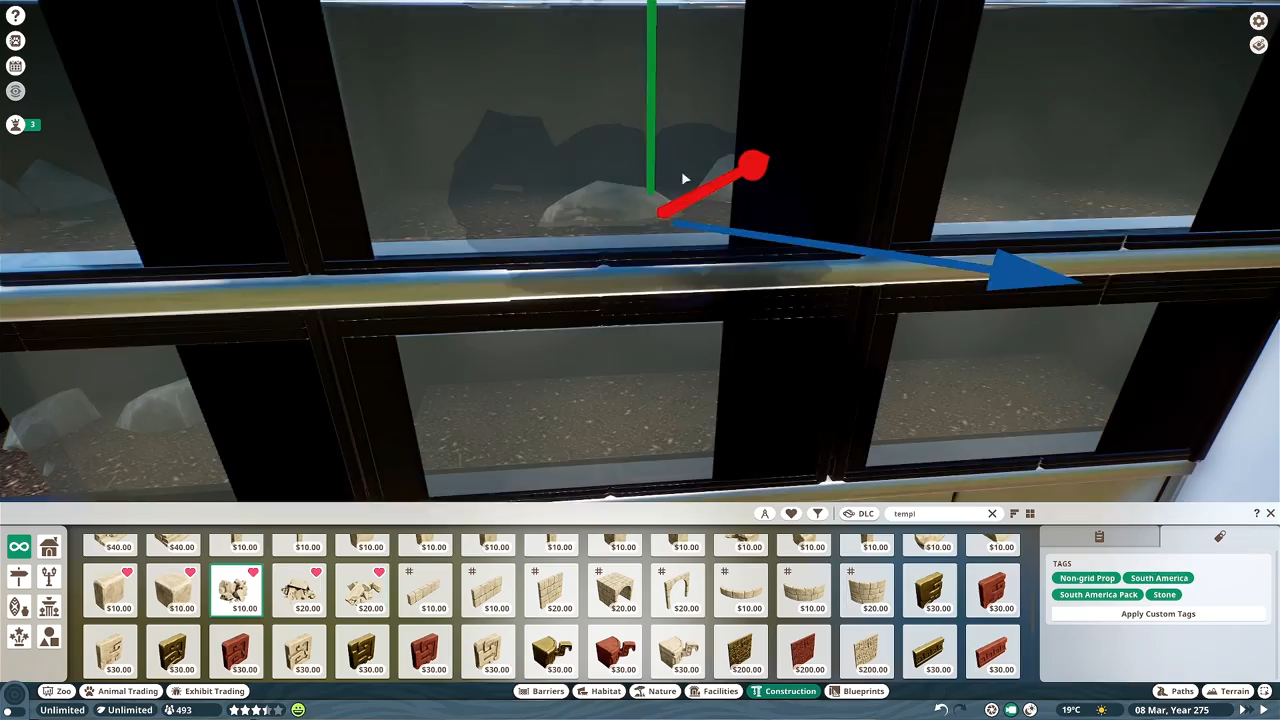 ?
3
DLC
templ
?
$40.00 $40.00 $10.00 $10.00 $10.00 $10.00 $10.00 $10.00 $10.00 $10.00 $10.00 $10.00 $10.00 $10.00 $10.00
$10.00 $10.00 $10.00 $20.00 $20.00 # $10.00 # $10.00 # $20.00 # $20.00 # $20.00 # $10.00 # $10.00 # $20.00 $30.00 $30.00
$30.00 $30.00 $30.00 $30.00 $30.00 $30.00 $30.00 $30.00 $30.00 $30.00 $200.00 $200.00 $200.00 $30.00 $30.00
TAGS
Non-grid Prop South America
South America Pack Stone
Apply Custom Tags
Zoo Animal Trading Exhibit Trading Barriers Habitat Nature Facilities Construction Blueprints Paths Terrain
Unlimited Unlimited 493 19°C 08 Mar, Year 275